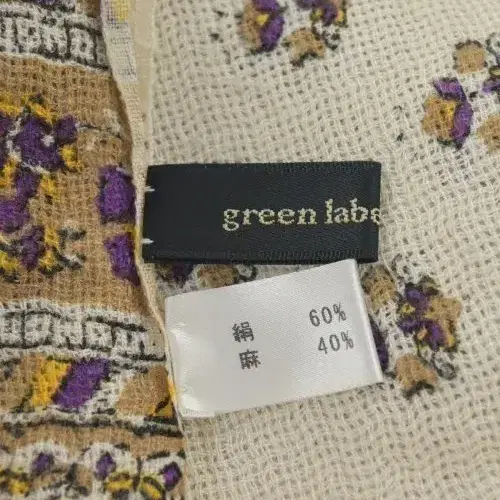 green labe
絹 60%
麻 40%